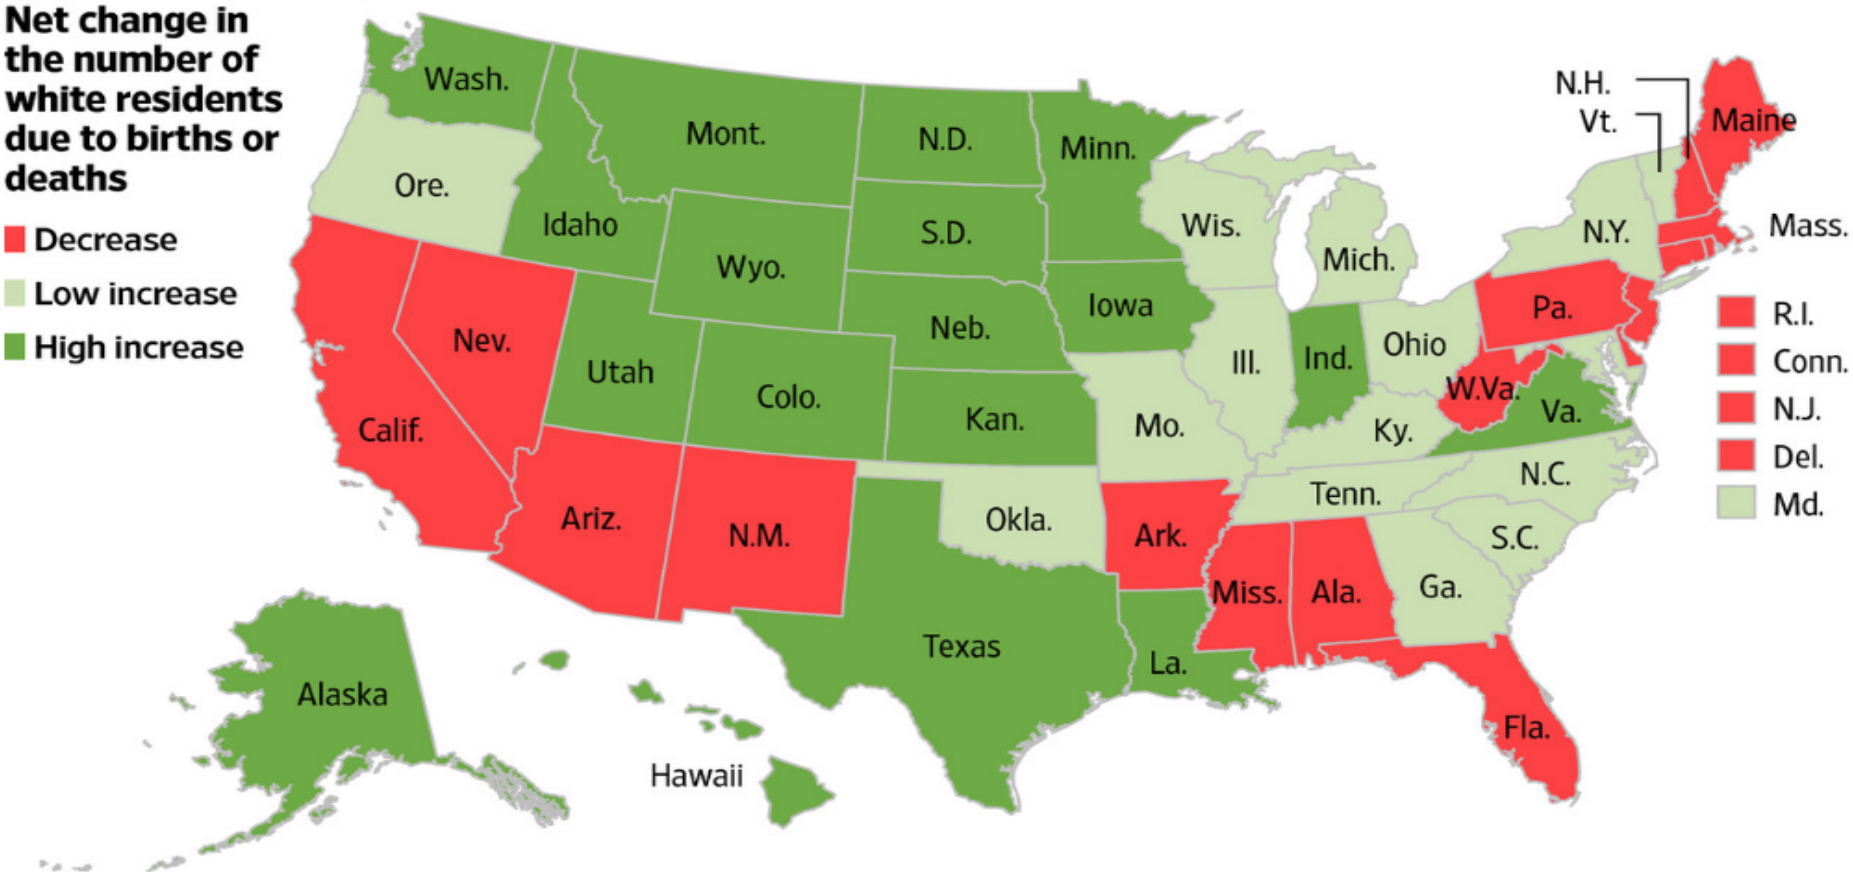 Net change in
the number of
white residents
due to births or
deaths
Decrease
Low increase
High increase
Wash.
Ore.
Idaho
Mont.
Wyo.
N.D.
S.D.
Minn.
Neb.
Iowa
Wis.
Mich.
N.H.
Vt.
Maine
N.Y.
Mass.
Pa.
R.I.
Conn.
N.J.
Del.
Md.
Calif.
Nev.
Utah
Colo.
Kan.
Mo.
Ill.
Ind.
Ohio
W.Va.
Va.
Ky.
Ariz.
N.M.
Okla.
Ark.
Tenn.
N.C.
S.C.
Miss.
Ala.
Ga.
Texas
La.
Fla.
Alaska
Hawaii